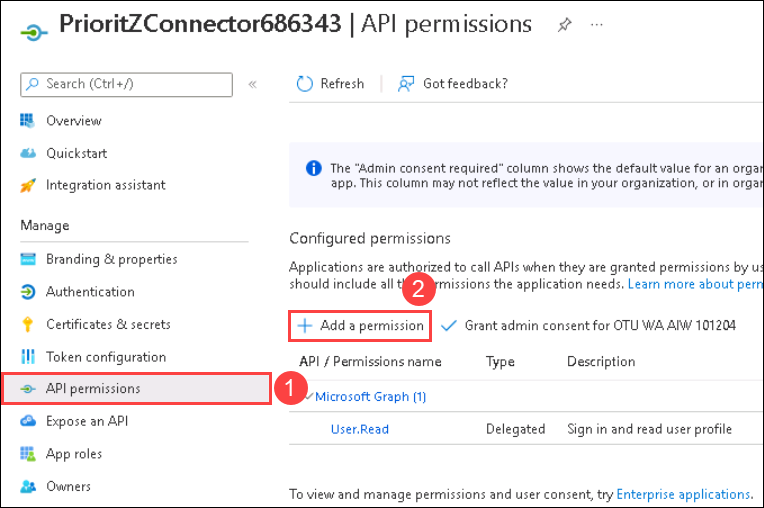 PrioritZConnector686343 | API permissions
Search (Ctrl+/)
«
Refresh
Got feedback?
Overview
Quickstart
Integration assistant
Manage
Branding & properties
Authentication
Certificates & secrets
Token configuration
API permissions
Expose an API
App roles
Owners
The "Admin consent required" column shows the default value for an orga
app. This column may not reflect the value in your organization, or in organ
Configured permissions
Applications are authorized to call APIs when they are granted permissions by us
should include all the permissions the application needs. Learn more about perm
1
2
Add a permission
Grant admin consent for OTU WA AIW 101204
API / Permissions name
Type
Description
Microsoft Graph (1)
User.Read
Delegated
Sign in and read user profile
To view and manage permissions and user consent, try Enterprise applications.